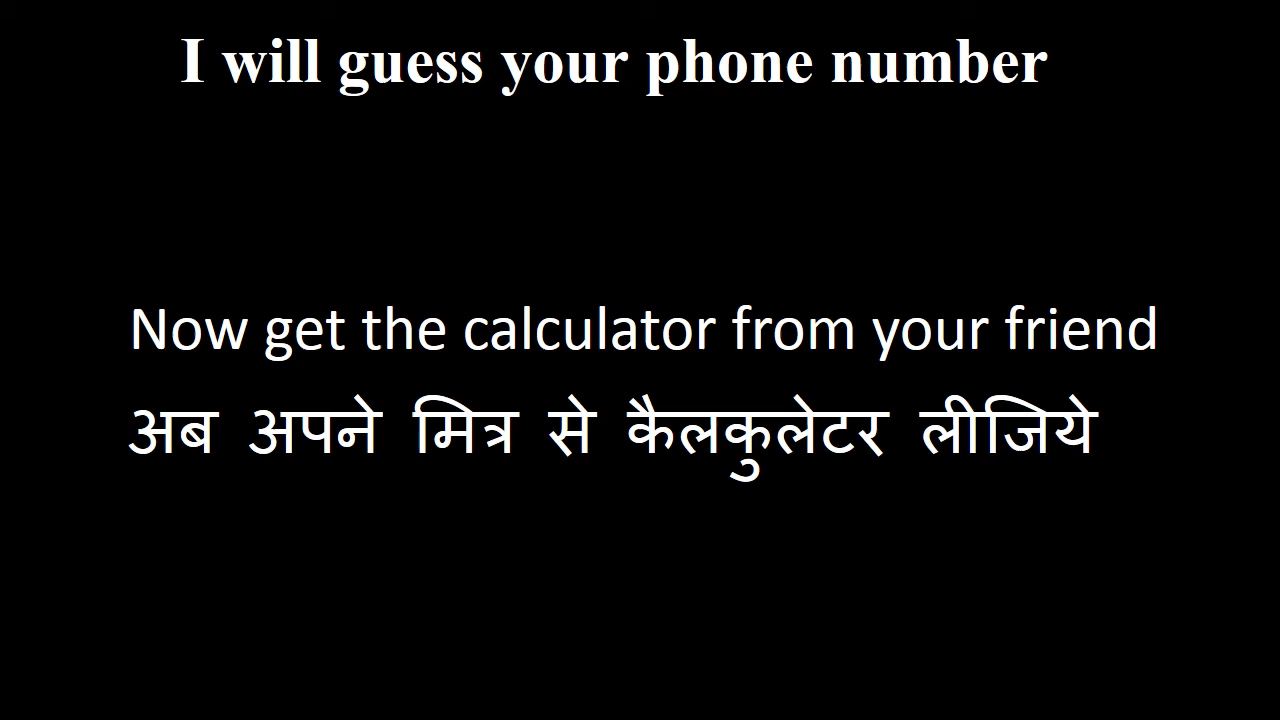 I will guess your phone number
Now get the calculator from your friend
अब अपने मित्र से कैलकुलेटर लीजिये